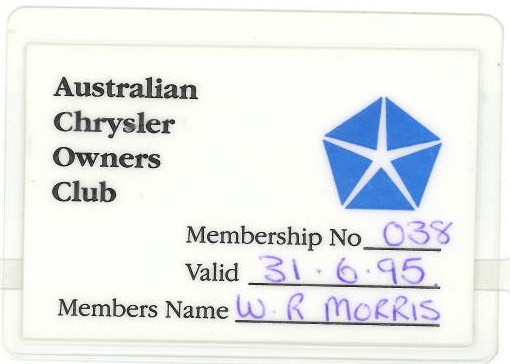 Australian
Chrysler
Owners
Club
Membership No 038
Valid 31.6.95
Members Name W.R MORRIS